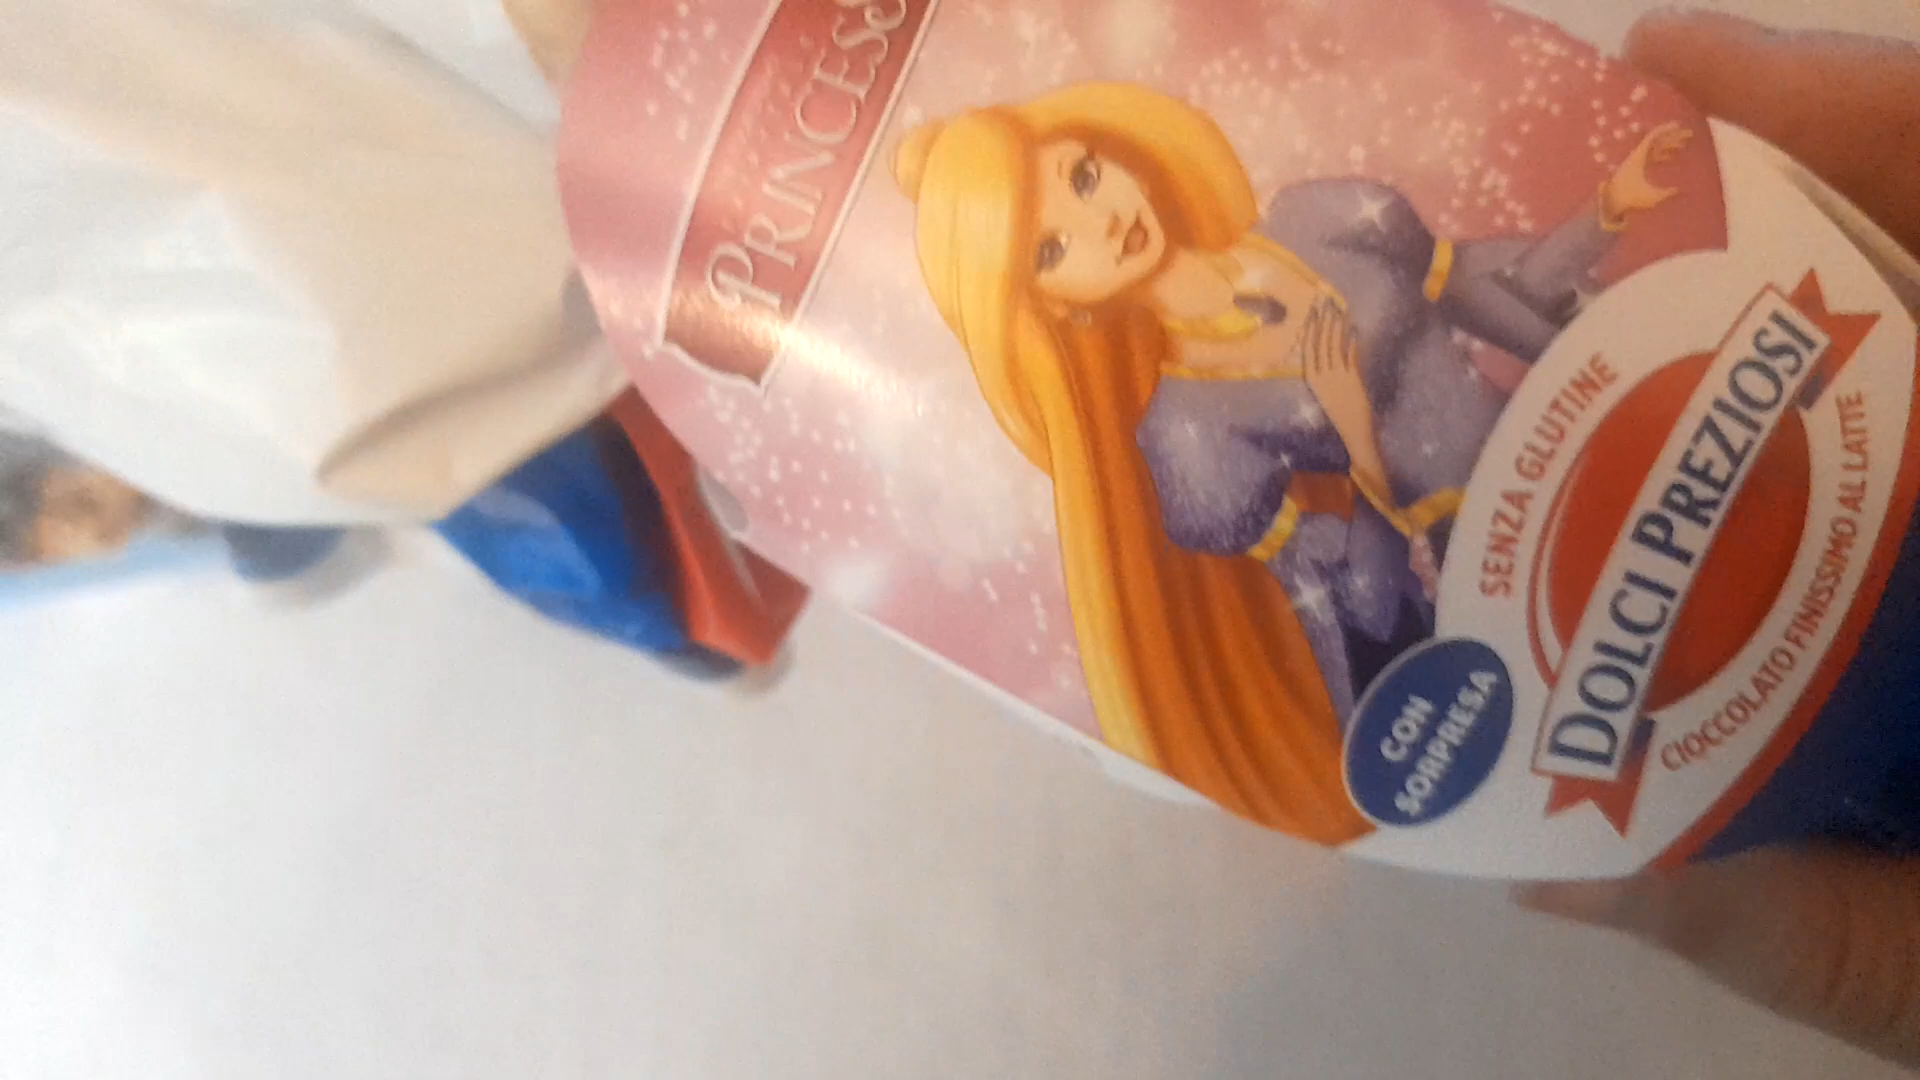 PRINCESS
SENZA GLUTINE
DOLCI PREZIOSI
CIOCCOLATO FINISSIMO AL LATTE
CON
SORPRESA